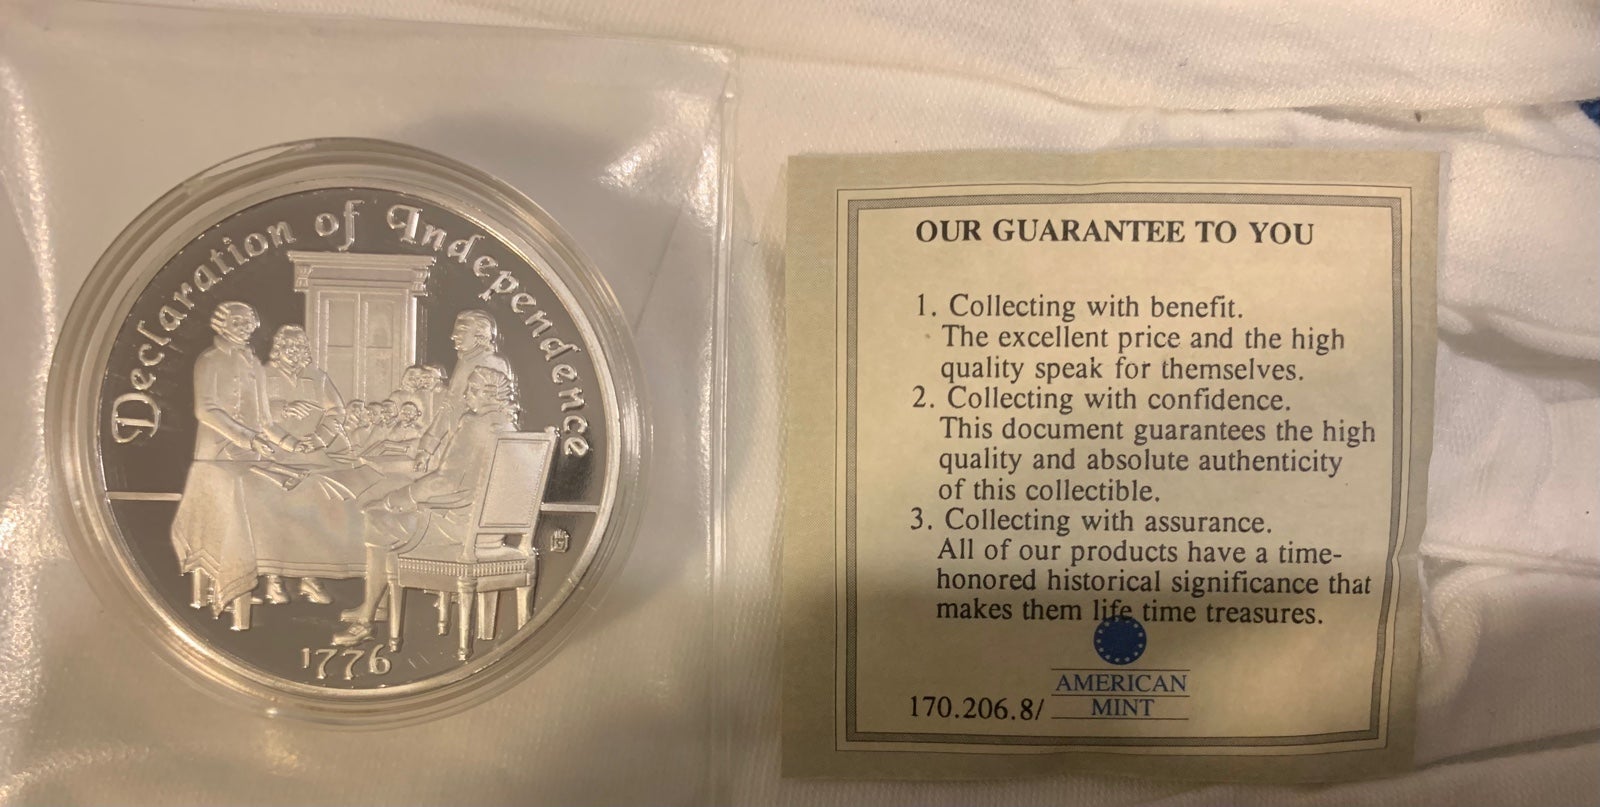 Declaration of Independence
1776
OUR GUARANTEE TO YOU
1. Collecting with benefit.
The excellent price and the high
quality speak for themselves.
2. Collecting with confidence.
This document guarantees the high
quality and absolute authenticity
of this collectible.
3. Collecting with assurance.
All of our products have a time-
honored historical significance that
makes them life time treasures.
170.206.8/
AMERICAN
MINT